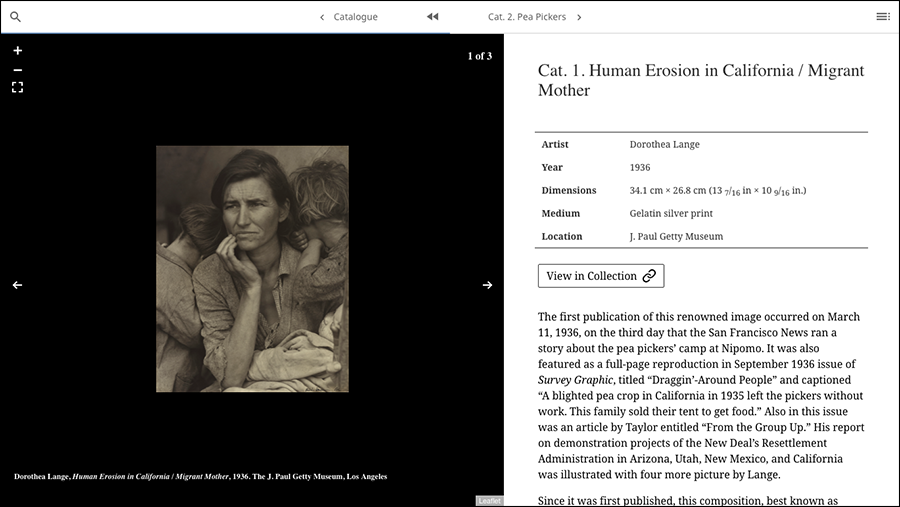 Catalogue
Cat. 2. Pea Pickers
1 of 3
Dorothea Lange, Human Erosion in California / Migrant Mother, 1936. The J. Paul Getty Museum, Los Angeles
Leaflet
Cat. 1. Human Erosion in California / Migrant
Mother
Artist Dorothea Lange
Year 1936
Dimensions 34.1 cm × 26.8 cm (13 7/16 in × 10 9/16 in.)
Medium Gelatin silver print
Location J. Paul Getty Museum
View in Collection
The first publication of this renowned image occurred on March
11, 1936, on the third day that the San Francisco News ran a
story about the pea pickers’ camp at Nipomo. It was also
featured as a full-page reproduction in September 1936 issue of
Survey Graphic, titled “Draggin’-Around People” and captioned
“A blighted pea crop in California in 1935 left the pickers without
work. This family sold their tent to get food.” Also in this issue
was an article by Taylor entitled “From the Group Up.” His report
on demonstration projects of the New Deal’s Resettlement
Administration in Arizona, Utah, New Mexico, and California
was illustrated with four more picture by Lange.
Since it was first published, this composition, best known as